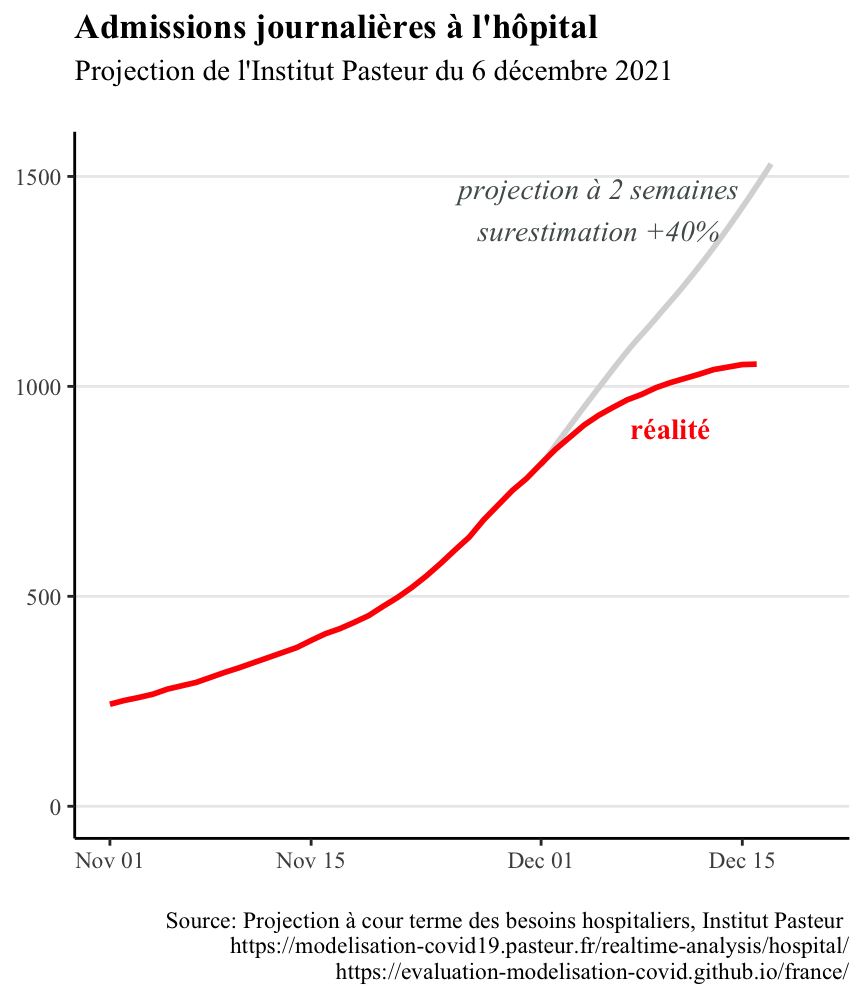 Admissions journalières à l'hôpital
Projection de l'Institut Pasteur du 6 décembre 2021
1500
projection à 2 semaines
surestimation +40%
1000
réalité
500
0
Nov 01 Nov 15 Dec 01 Dec 15
Source: Projection à cour terme des besoins hospitaliers, Institut Pasteur
https://modelisation-covid19.pasteur.fr/realtime-analysis/hospital/
https://evaluation-modelisation-covid.github.io/france/